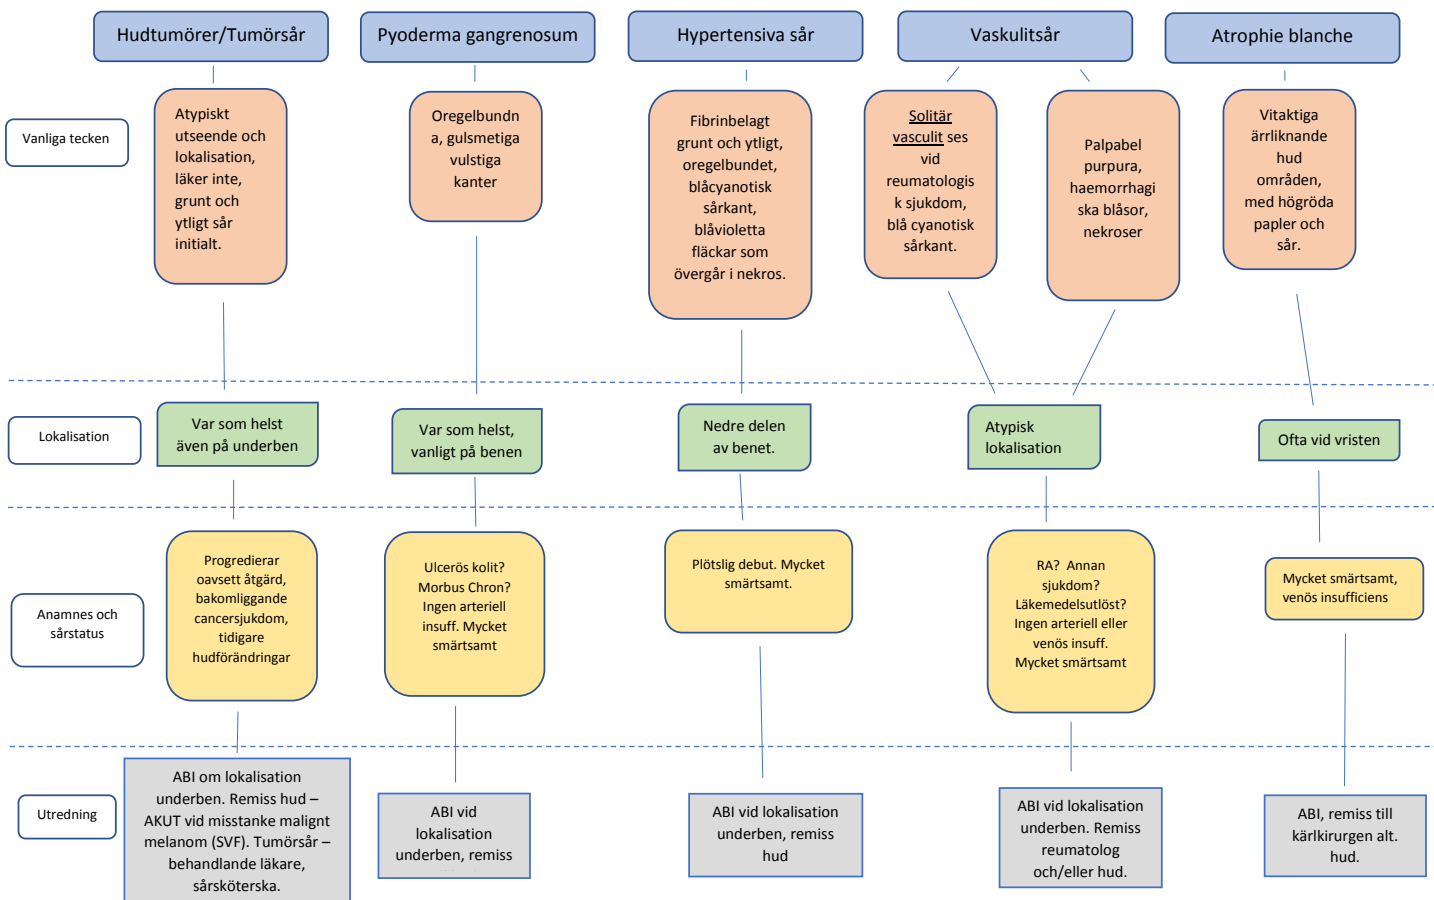 Hudtumörer/Tumörsår
Pyoderma gangrenosum
Hypertensiva sår
Vaskulitsår
Atrophie blanche
Vanliga tecken
Atypiskt
utseende och
lokalisation,
läker inte,
grunt och
ytligt sår
initialt.
Oregelbundn
a, gulsmetiga
vulstiga
kanter
Fibrinbelagt
grunt och ytligt,
oregelbundet,
blåcyanotisk
sårkant,
blåvioletta
fläckar som
övergår i nekros.
Solitär
vasculit ses
vid
reumatologis
k sjukdom,
blå cyanotisk
sårkant.
Palpabel
purpura,
haemorrhagi
ska blåsor,
nekroser
Vitaktiga
ärrliknande
hud
områden,
med högröda
papler och
sår.
Lokalisation
Var som helst
även på underben
Var som helst,
vanligt på benen
Nedre delen
av benet.
Atypisk
lokalisation
Ofta vid vristen
Anamnes och
sårstatus
Progredierar
oavsett åtgärd,
bakomliggande
cancersjukdom,
tidigare
hudförändringar
Ulcerös kolit?
Morbus Chron?
Ingen arteriell
insuff. Mycket
smärtsamt
Plötslig debut. Mycket
smärtsamt.
RA? Annan
sjukdom?
Läkemedelsutlöst?
Ingen arteriell eller
venös insuff.
Mycket smärtsamt
Mycket smärtsamt,
venös insufficiens
Utredning
ABI om lokalisation
underben. Remiss hud –
AKUT vid misstanke malignt
melanom (SVF). Tumörsår –
behandlande läkare,
sårsköterska.
ABI vid
lokalisation
underben, remiss
ABI vid lokalisation
underben, remiss
hud
ABI vid lokalisation
underben. Remiss
reumatolog
och/eller hud.
ABI, remiss till
kärlkirurgen alt.
hud.